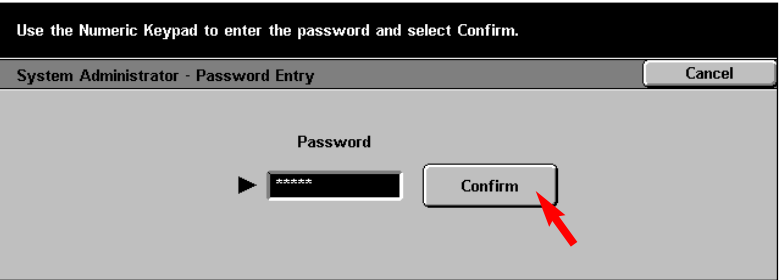 Use the Numeric Keypad to enter the password and select Confirm.
System Administrator - Password Entry
Cancel
Password
*****
Confirm